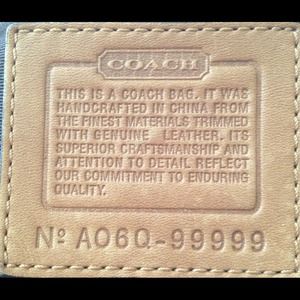 COACH
THIS IS A COACH BAG. IT WAS
HANDCRAFTED IN CHINA FROM
THE FINEST MATERIALS TRIMMED
WITH GENUINE LEATHER. ITS
SUPERIOR CRAFTSMANSHIP AND
ATTENTION TO DETAIL REFLECT
OUR COMMITMENT TO ENDURING
QUALITY.
Nº A06Q-99999